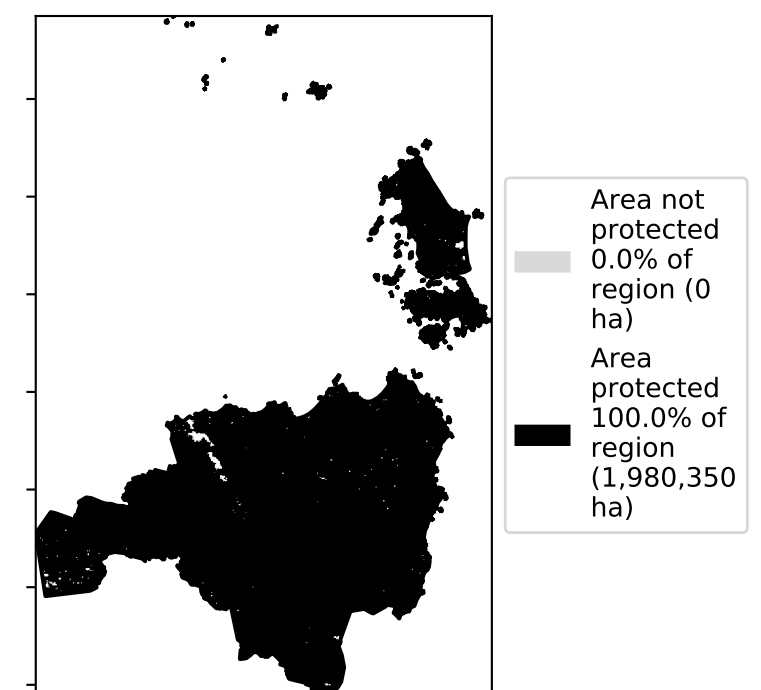 Area not
protected
0.0% of
region (0
ha)
Area
protected
100.0% of
region
(1,980,350
ha)